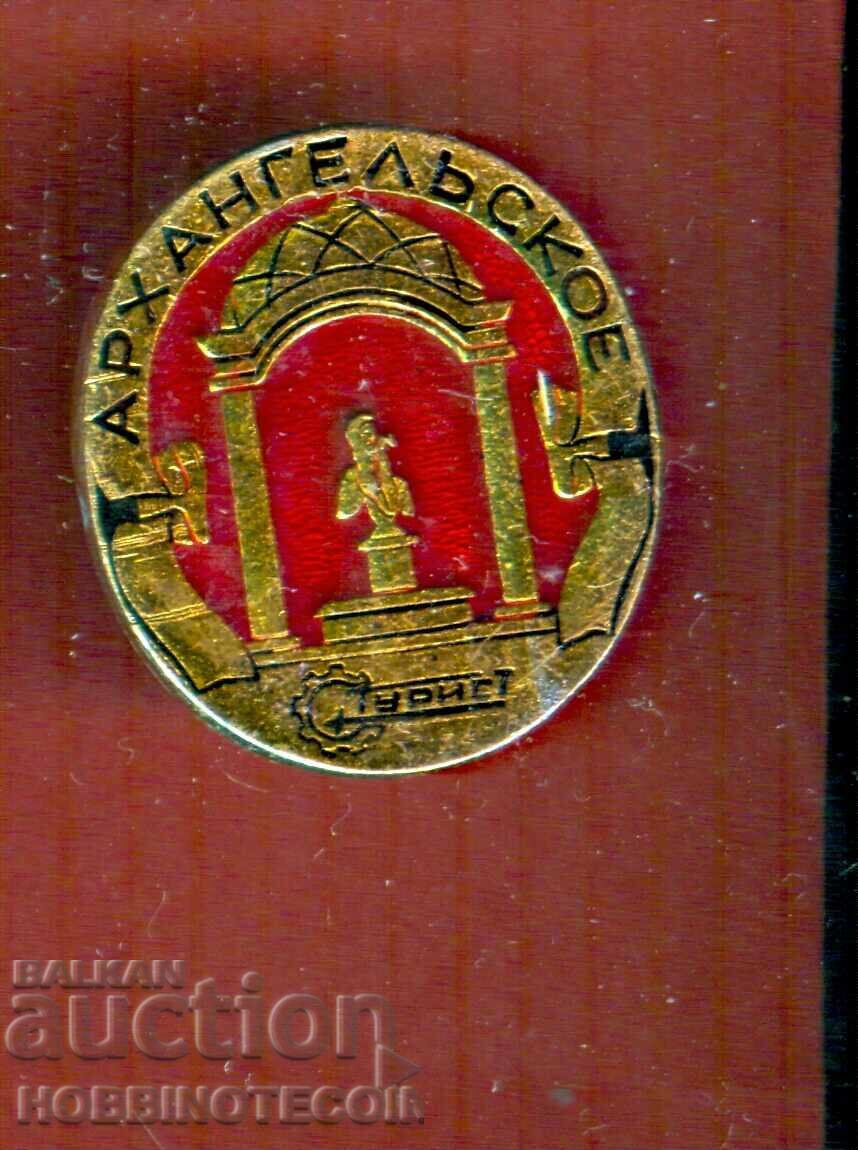 АРХАНГЕЛЬСКОЕ
Турист
BALKAN
auction
HOBBINOTECOIN